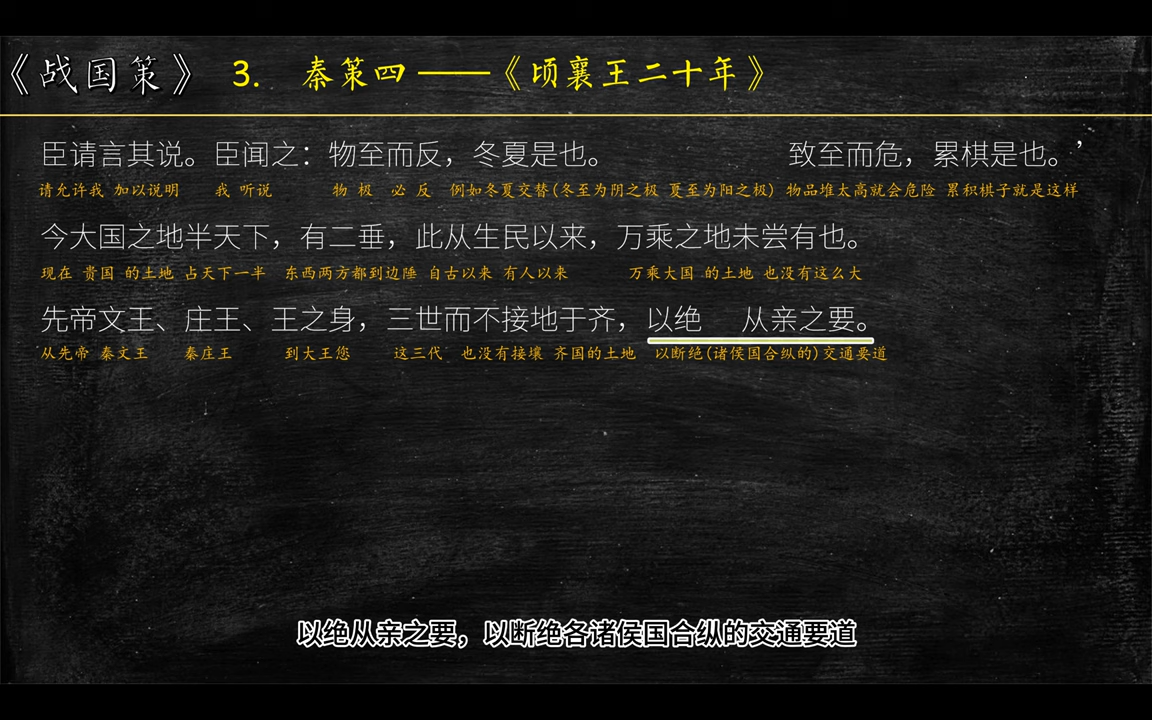 《战国策》 3. 秦策四 ——《顷襄王二十年》
臣请言其说。臣闻之：物至而反，冬夏是也。 致至而危，累棋是也。’
请允许我 加以说明 我 听说 物 极 必 反 例如冬夏交替(冬至为阴之极 夏至为阳之极) 物品堆太高就会危险 累积棋子就是这样
今大国之地半天下，有二垂，此从生民以来，万乘之地未尝有也。
现在 贵国 的土地 占天下一半 东西两方都到边陲 自古以来 有人以来 万乘大国 的土地 也没有这么大
先帝文王、庄王、王之身，三世而不接地于齐，以绝 从亲之要。
从先帝 秦文王 秦庄王 到大王您 这三代 也没有接壤 齐国的土地 以断绝(诸侯国合纵的)交通要道
以绝从亲之要，以断绝各诸侯国合纵的交通要道